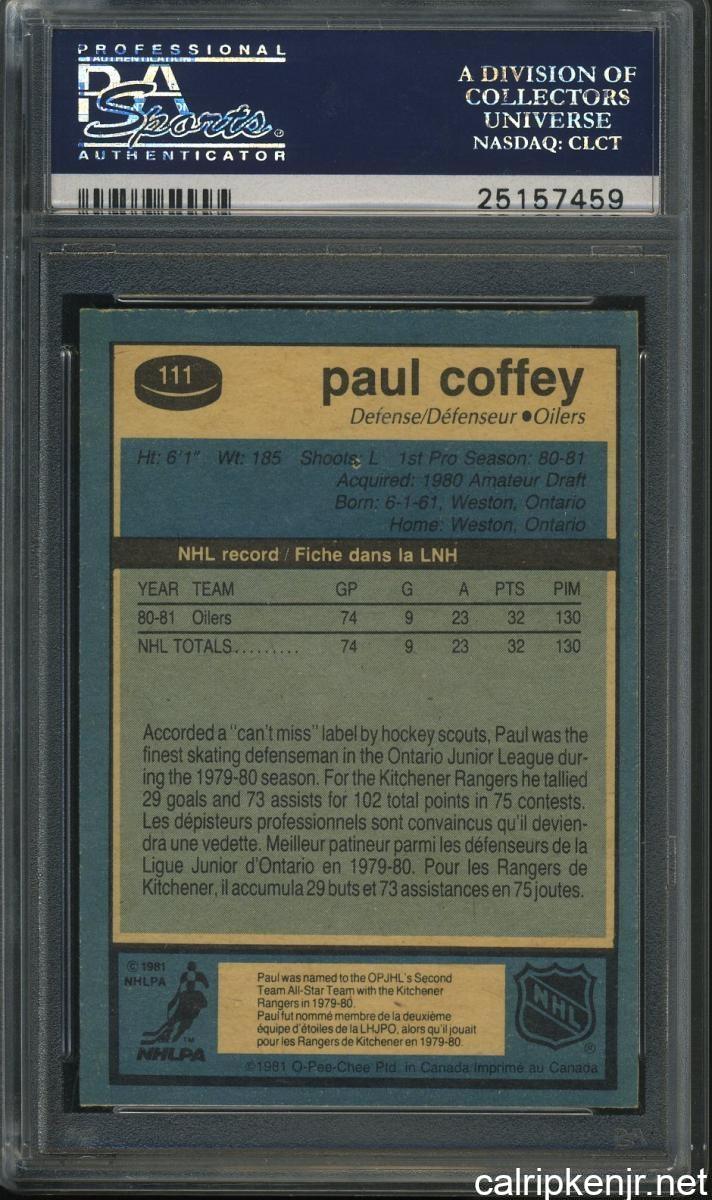 PROFESSIONAL
PSA
Sports
AUTHENTICATOR
A DIVISION OF
COLLECTORS
UNIVERSE
NASDAQ: CLCT
25157459
111
paul coffey
Defense/Défenseur • Oilers
Ht: 6'1" Wt: 185 Shoots: L 1st Pro Season: 80-81
Acquired: 1980 Amateur Draft
Born: 6-1-61, Weston, Ontario
Home: Weston, Ontario
NHL record / Fiche dans la LNH
YEAR TEAM GP G A PTS PIM
80-81 Oilers 74 9 23 32 130
NHL TOTALS......... 74 9 23 32 130
Accorded a "can't miss" label by hockey scouts, Paul was the
finest skating defenseman in the Ontario Junior League dur-
ing the 1979-80 season. For the Kitchener Rangers he tallied
29 goals and 73 assists for 102 total points in 75 contests.
Les dépisteurs professionnels sont convaincus qu'il devien-
dra une vedette. Meilleur patineur parmi les défenseurs de la
Ligue Junior d'Ontario en 1979-80. Pour les Rangers de
Kitchener, il accumula 29 buts et 73 assistances en 75 joutes.
© 1981
NHLPA
TM
NHLPA
Paul was named to the OPJHL's Second
Team All-Star Team with the Kitchener
Rangers in 1979-80.
Paul fut nommé membre de la deuxième
équipe d'étoiles de la LHJPO, alors qu'il jouait
pour les Rangers de Kitchener en 1979-80.
NHL
®
©1981 O-Pee-Chee Ptd. in Canada/Imprimé au Canada
calripkenjr.net